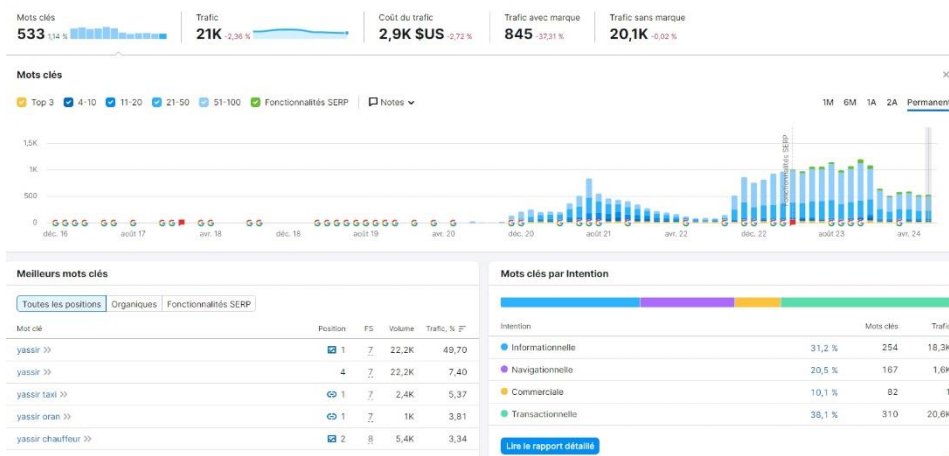 Mots clés Trafic Coût du trafic Trafic avec marque Trafic sans marque
533 1,14 % 21K -2,36 % 2,9K $US -2,72 % 845 -37,31 % 20,1K -0,02 %
Mots clés
Top 3 4-10 11-20 21-50 51-100 Fonctionnalités SERP Notes 1M 6M 1A 2A Permanent
Fonctionnalités SERP
1,5K
1K
500
0
déc. 16 août 17 avr. 18 déc. 18 août 19 avr. 20 déc. 20 août 21 avr. 22 déc. 22 août 23 avr. 24
Meilleurs mots clés
Toutes les positions Organiques Fonctionnalités SERP
Mot clé Position FS Volume Trafic, %
yassir 1 7 22,2K 49,70
yassir 4 7 22,2K 7,40
yassir taxi 1 7 2,4K 5,37
yassir oran 1 7 1K 3,81
yassir chauffeur 2 8 5,4K 3,34
Mots clés par Intention
Intention Mots clés Trafic
Informationnelle 31,2 % 254 18,3K
Navigationnelle 20,5 % 167 1,6K
Commerciale 10,1 % 82 1
Transactionnelle 38,1 % 310 20,6K
Lire le rapport détaillé